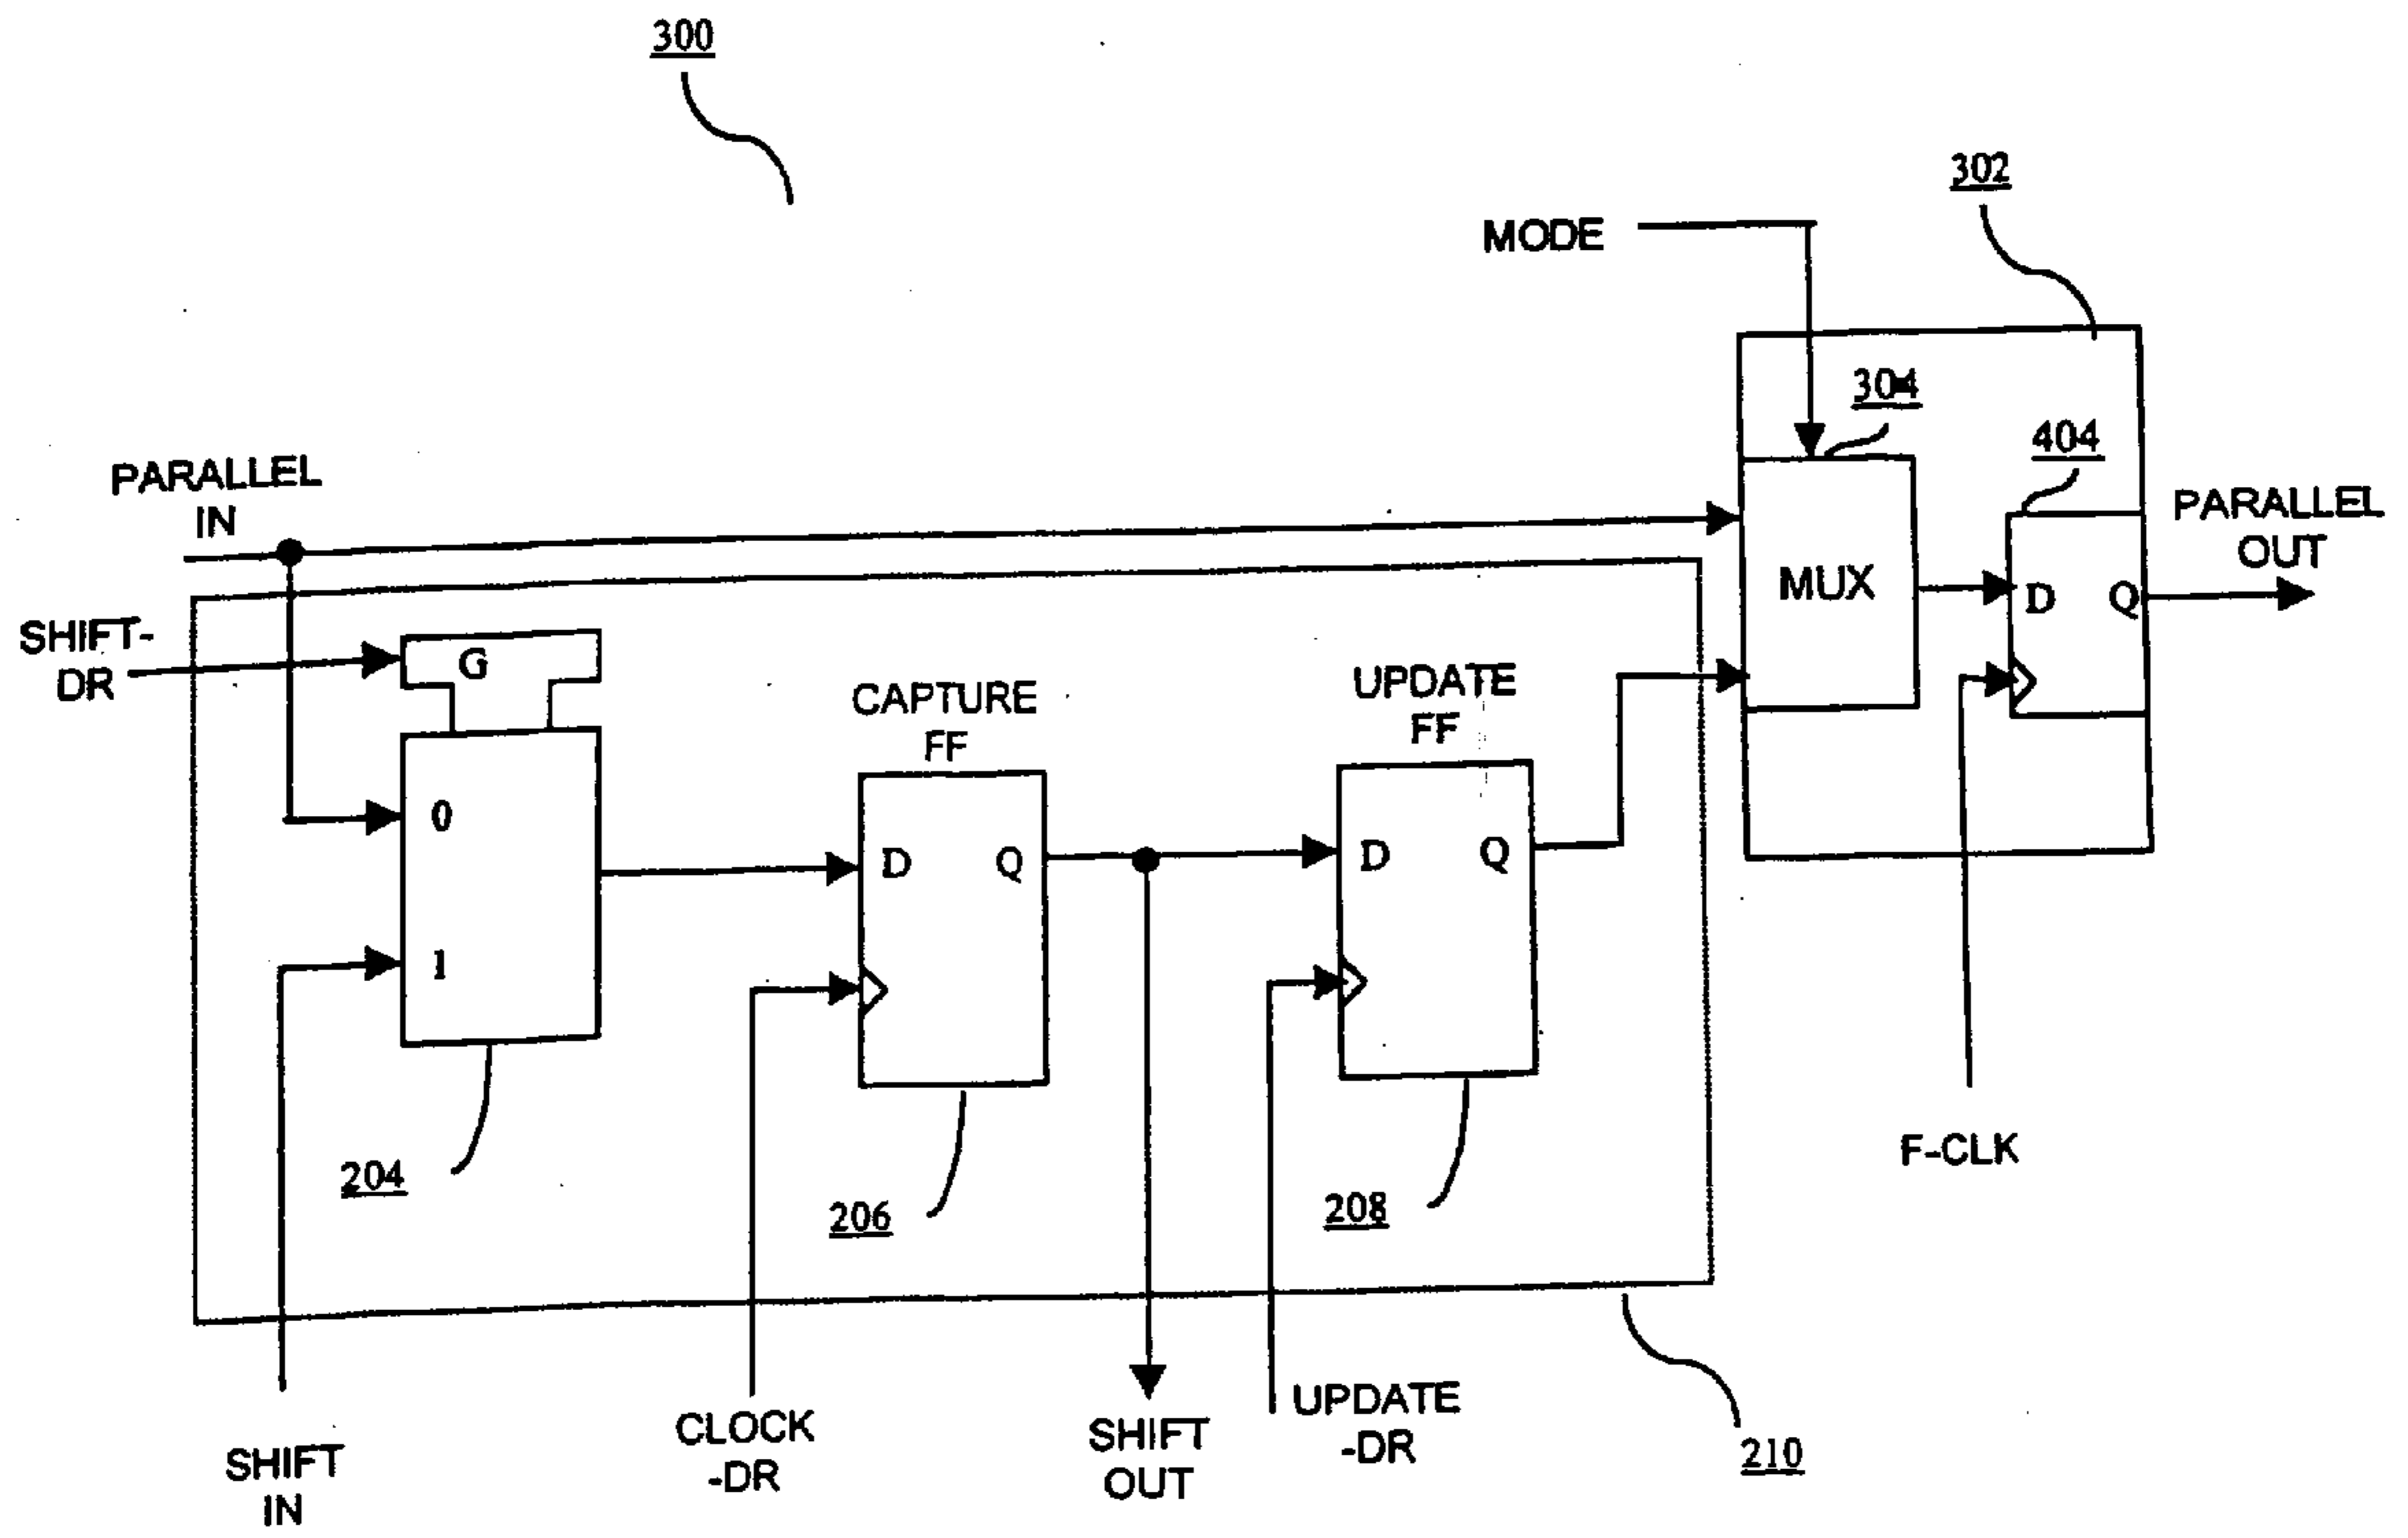 300
302
MODE
304
404
PARALLEL
IN
PARALLEL
OUT
MUX
D
Q
SHIFT-
DR
G
CAPTURE
FF
UPDATE
FF
0
D
Q
D
Q
1
F-CLK
204
206
208
SHIFT
IN
CLOCK
-DR
SHIFT
OUT
UPDATE
-DR
210